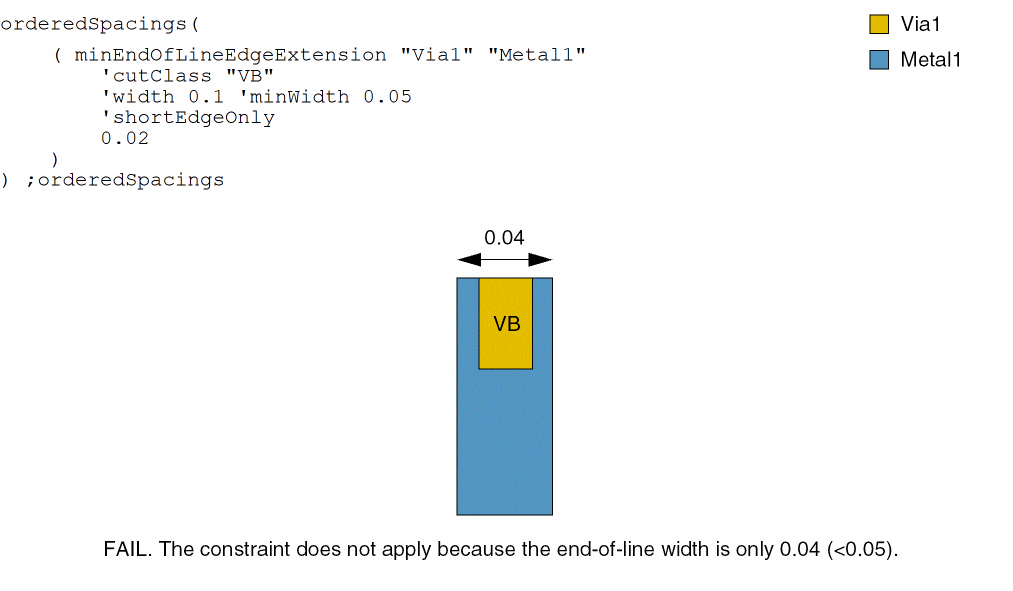 orderedSpacings(
( minEndOfLineEdgeExtension "Via1" "Metal1"
'cutClass "VB"
'width 0.1 'minWidth 0.05
'shortEdgeOnly
0.02
)
) ;orderedSpacings
Via1
Metal1
0.04
VB
FAIL. The constraint does not apply because the end-of-line width is only 0.04 (<0.05).